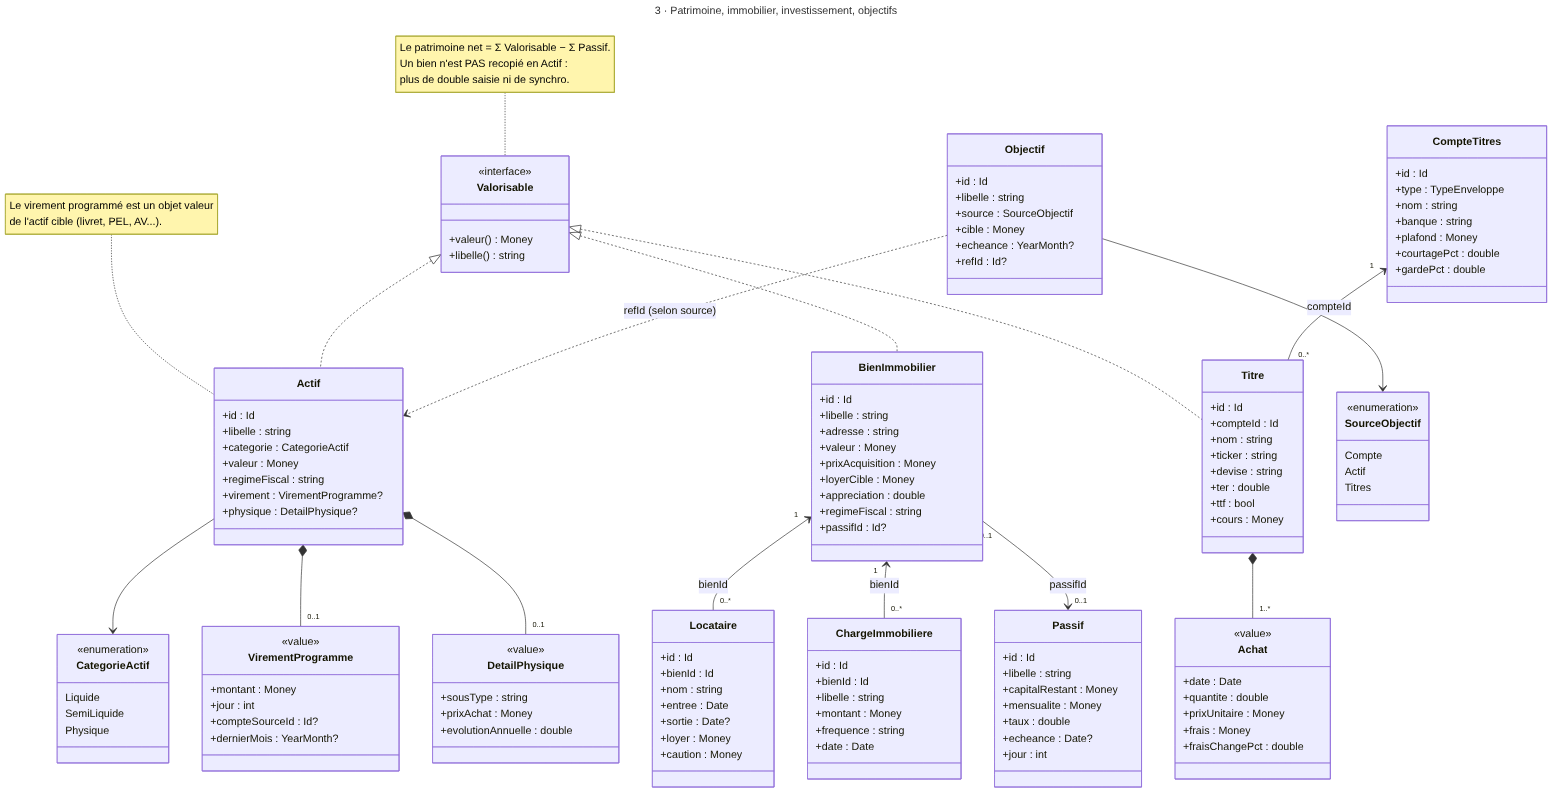 3 · Patrimoine, immobilier, investissement, objectifs
Le patrimoine net = Σ Valorisable − Σ Passif.
Un bien n'est PAS recopié en Actif :
plus de double saisie ni de synchro.
Le virement programmé est un objet valeur
de l'actif cible (livret, PEL, AV...).
«interface»
Valorisable
+valeur() : Money
+libelle() : string
Objectif
+id : Id
+libelle : string
+source : SourceObjectif
+cible : Money
+echeance : YearMonth?
+refId : Id?
CompteTitres
+id : Id
+type : TypeEnveloppe
+nom : string
+banque : string
+plafond : Money
+courtagePct : double
+gardePct : double
1
compteId
0..*
refId (selon source)
Actif
+id : Id
+libelle : string
+categorie : CategorieActif
+valeur : Money
+regimeFiscal : string
+virement : VirementProgramme?
+physique : DetailPhysique?
BienImmobilier
+id : Id
+libelle : string
+adresse : string
+valeur : Money
+prixAcquisition : Money
+loyerCible : Money
+appreciation : double
+regimeFiscal : string
+passifId : Id?
Titre
+id : Id
+compteId : Id
+nom : string
+ticker : string
+devise : string
+ter : double
+ttf : bool
+cours : Money
«enumeration»
SourceObjectif
Compte
Actif
Titres
1
bienId
0..*
1
bienId
0..*
0..1
passifId
0..1
0..1
0..1
1..*
«enumeration»
CategorieActif
Liquide
SemiLiquide
Physique
«value»
VirementProgramme
+montant : Money
+jour : int
+compteSourceId : Id?
+dernierMois : YearMonth?
«value»
DetailPhysique
+sousType : string
+prixAchat : Money
+evolutionAnnuelle : double
Locataire
+id : Id
+bienId : Id
+nom : string
+entree : Date
+sortie : Date?
+loyer : Money
+caution : Money
ChargeImmobiliere
+id : Id
+bienId : Id
+libelle : string
+montant : Money
+frequence : string
+date : Date
Passif
+id : Id
+libelle : string
+capitalRestant : Money
+mensualite : Money
+taux : double
+echeance : Date?
+jour : int
«value»
Achat
+date : Date
+quantite : double
+prixUnitaire : Money
+frais : Money
+fraisChangePct : double